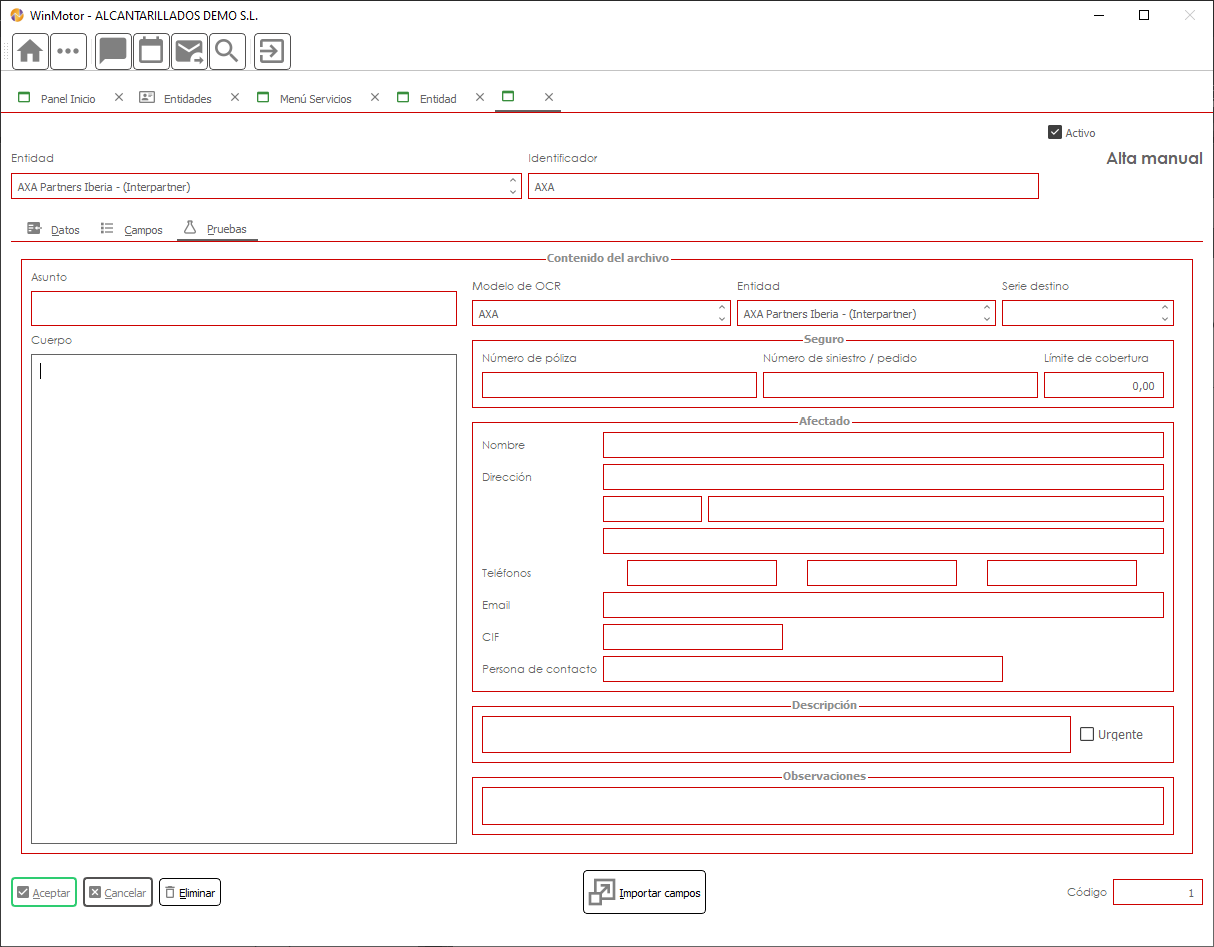 WinMotor - ALCANTARILLADOS DEMO S.L.
Panel Inicio Entidades Menú Servicios Entidad
Activo
Entidad Identificador Alta manual
AXA Partners Iberia - (Interpartner) AXA
Datos Campos Pruebas
Contenido del archivo
Asunto
Modelo de OCR Entidad Serie destino
AXA AXA Partners Iberia - (Interpartner)
Cuerpo
Seguro
Número de póliza Número de siniestro / pedido Límite de cobertura
0,00
Afectado
Nombre
Dirección
Teléfonos
Email
CIF
Persona de contacto
Descripción
Urgente
Observaciones
Aceptar Cancelar Eliminar Importar campos Código 1